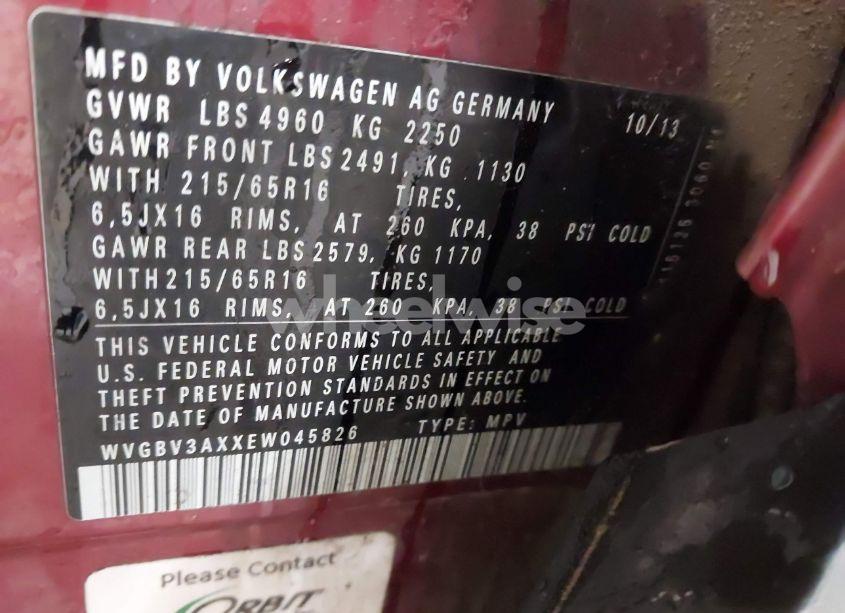 MFD BY VOLKSWAGEN AG GERMANY 10/13
GVWR LBS 4960 KG 2250
GAWR FRONT LBS 2491, KG 1130
WITH 215/65R16 TIRES,
6,5JX16 RIMS, AT 260 KPA, 38 PSI COLD
GAWR REAR LBS 2579, KG 1170
WITH 215/65R16 TIRES,
6,5JX16 RIMS, AT 260 KPA, 38 PSI COLD
wheelwise
THIS VEHICLE CONFORMS TO ALL APPLICABLE
U.S. FEDERAL MOTOR VEHICLE SAFETY AND
THEFT PREVENTION STANDARDS IN EFFECT ON
THE DATE OF MANUFACTURE SHOWN ABOVE.
WVGBV3AXXEW045826 TYPE: MPV
Please Contact
ORBIT